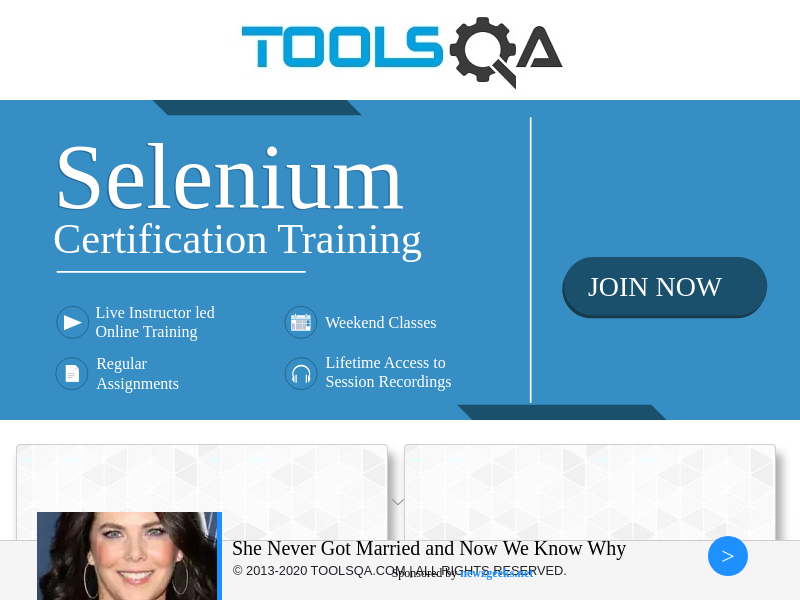 TOOLSQA
Selenium
Certification Training
JOIN NOW
Live Instructor led
Online Training
Weekend Classes
Regular
Assignments
Lifetime Access to
Session Recordings
She Never Got Married and Now We Know Why
© 2013-2020 TOOLSQA.COM | ALL RIGHTS RESERVED.
Sponsored by newzgeeks.net
>